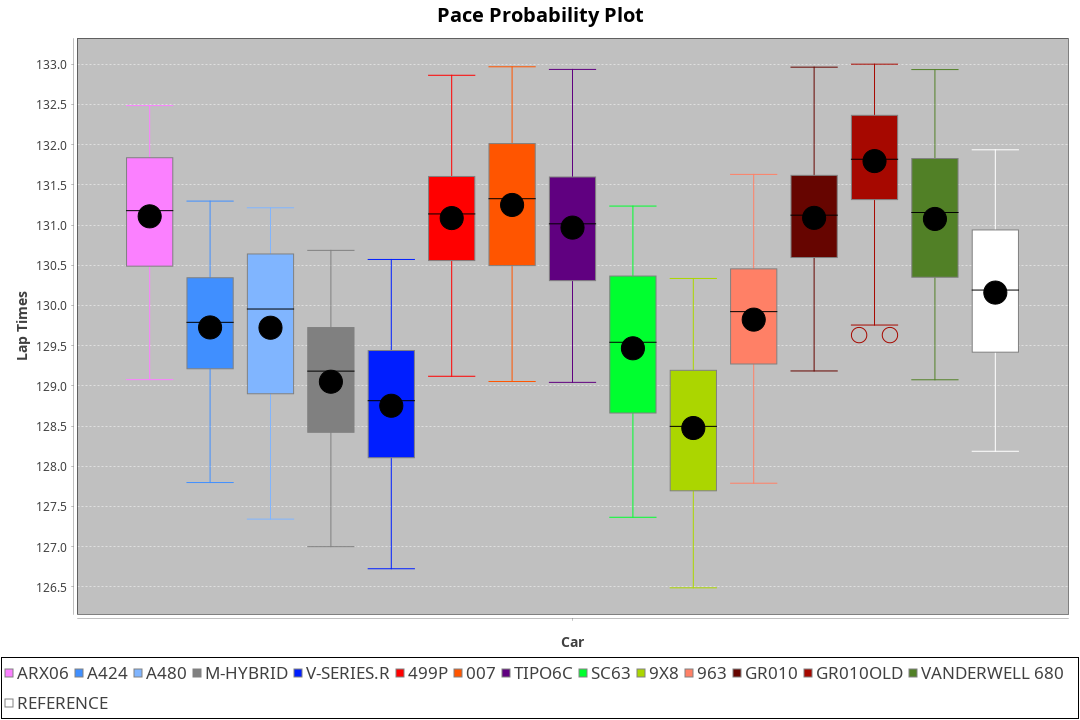 Pace Probability Plot
133.0
132.5
132.0
131.5
131.0
130.5
130.0
129.5
129.0
128.5
128.0
127.5
127.0
126.5
Lap Times
Car
ARX06 A424 A480 M-HYBRID V-SERIES.R 499P 007 TIPO6C SC63 9X8 963 GR010 GR010OLD VANDERWELL 680
REFERENCE